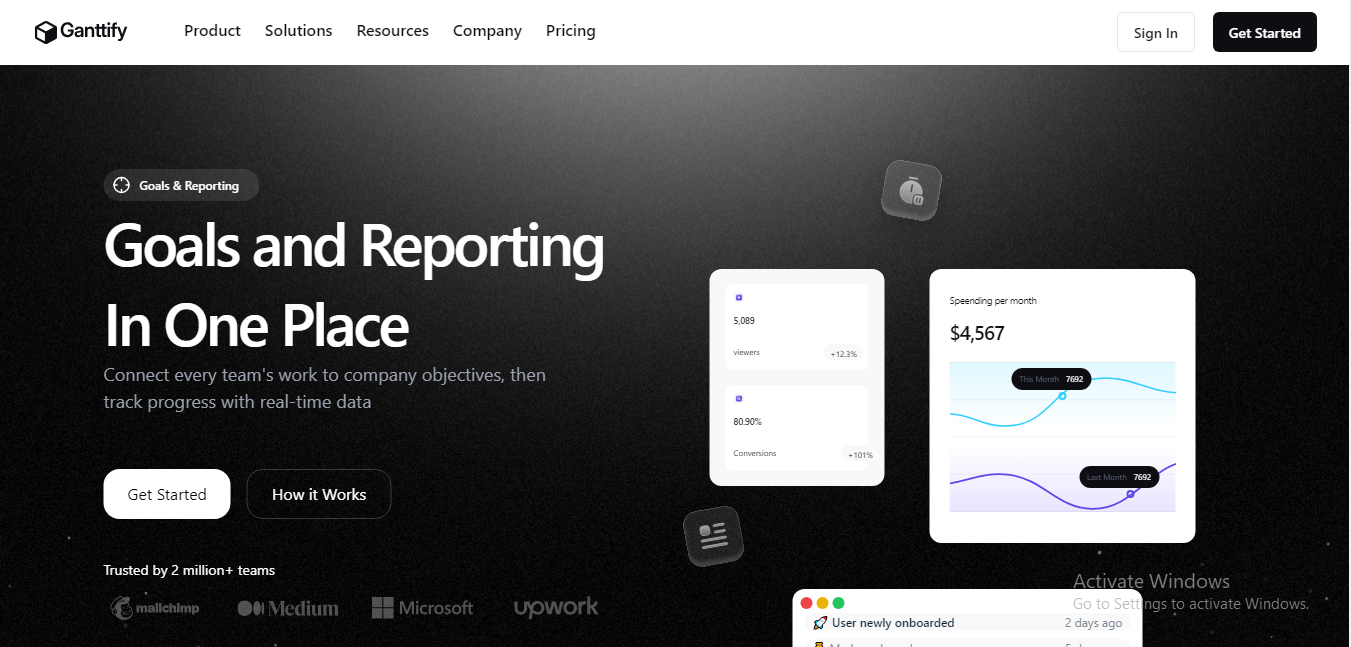 Ganttify
Product Solutions Resources Company Pricing
Sign In
Get Started
Goals & Reporting
Goals and Reporting
In One Place
Connect every team's work to company objectives, then
track progress with real-time data
Get Started
How it Works
Trusted by 2 million+ teams
mailchimp
Medium
Microsoft
upwork
5,089
viewers
+12.3%
80.90%
Conversions
+101%
Speending per month
$4,567
This Month 7692
Last Month 7692
User newly onboarded
2 days ago
Activate Windows
Go to Settings to activate Windows.